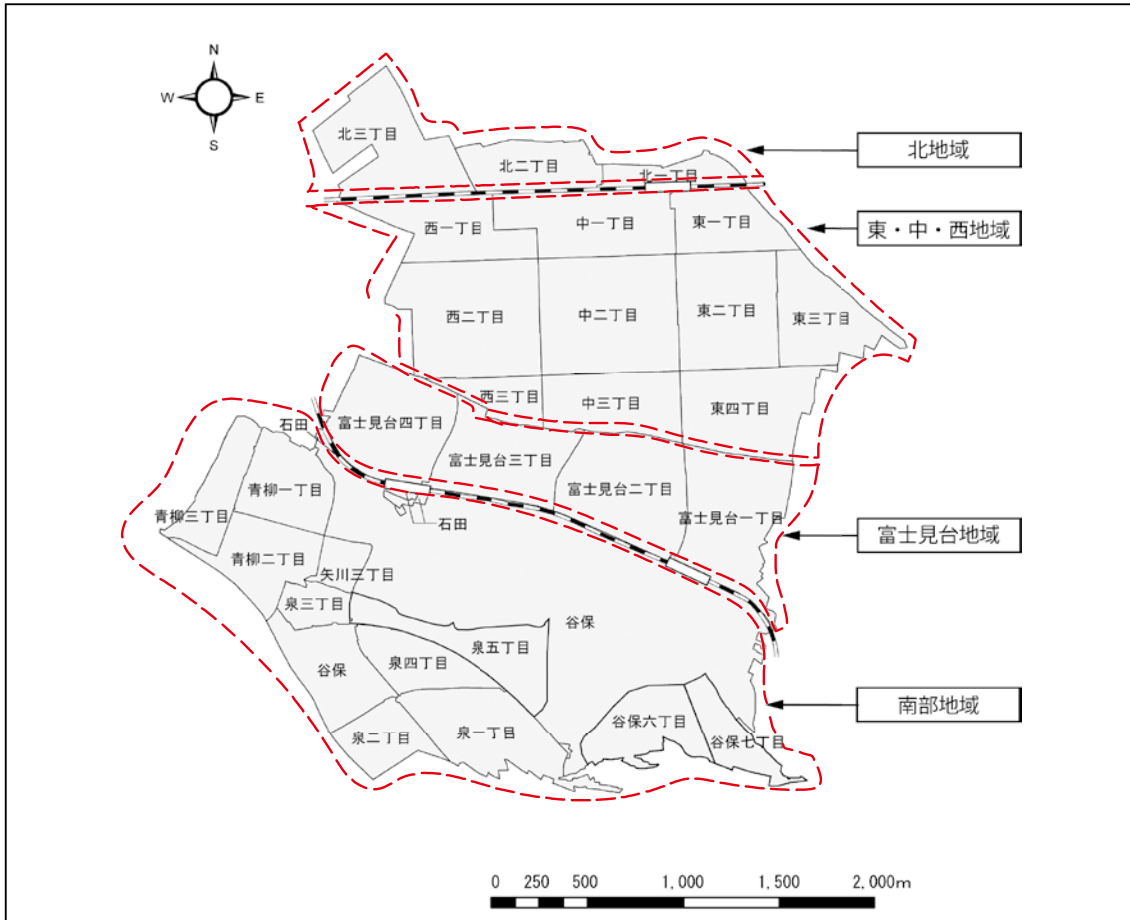 N
W
E
S
北地域
東・中・西地域
富士見台地域
南部地域
北三丁目
北二丁目
北一丁目
西一丁目
中一丁目
東一丁目
西二丁目
中二丁目
東二丁目
東三丁目
西三丁目
中三丁目
東四丁目
石田
富士見台四丁目
富士見台三丁目
富士見台二丁目
富士見台一丁目
青柳一丁目
青柳三丁目
石田
青柳二丁目
矢川三丁目
泉三丁目
谷保
谷保
泉四丁目
泉五丁目
泉二丁目
泉一丁目
谷保六丁目
谷保七丁目
0 250 500 1,000 1,500 2,000m